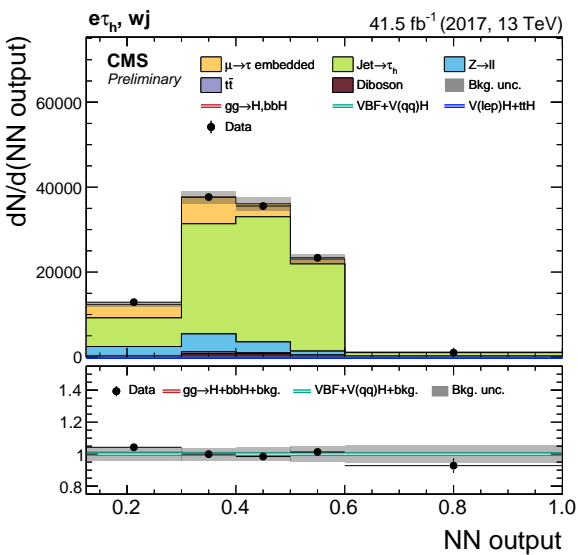 eτ_h, wj 41.5 fb⁻¹ (2017, 13 TeV)
CMS
Preliminary
μ→τ embedded Jet→τ_h Z→ll
tt̄ Diboson Bkg. unc.
gg→H,bbH VBF+V(qq)H V(lep)H+ttH
Data
dN/d(NN output)
60000
40000
20000
0
Data gg→H+bbH+bkg. VBF+V(qq)H+bkg. Bkg. unc.
1.4
1.2
1.0
0.8
0.2 0.4 0.6 0.8 1.0
NN output